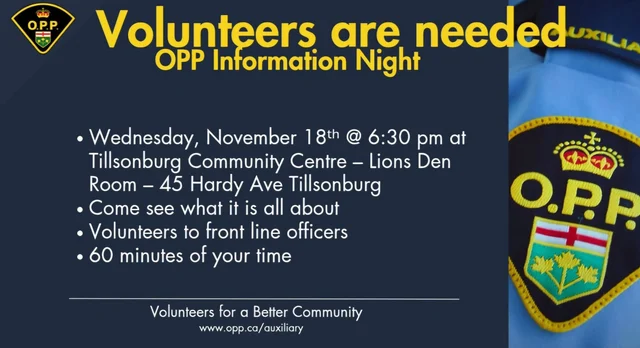 O.P.P.
Volunteers are needed
OPP Information Night
AUXILIA
• Wednesday, November 18th @ 6:30 pm at
Tillsonburg Community Centre – Lions Den
Room – 45 Hardy Ave Tillsonburg
• Come see what it is all about
• Volunteers to front line officers
• 60 minutes of your time
O.P.P.
Volunteers for a Better Community
www.opp.ca/auxiliary